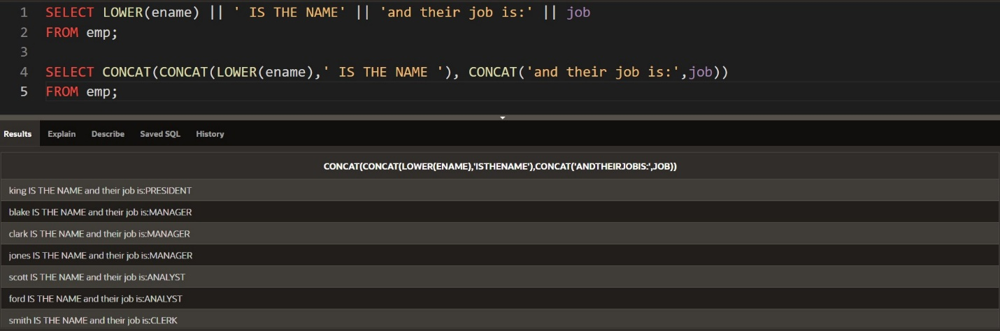 1 SELECT LOWER(ename) || ' IS THE NAME' || 'and their job is:' || job
2 FROM emp;
3
4 SELECT CONCAT(CONCAT(LOWER(ename),' IS THE NAME '), CONCAT('and their job is:',job))
5 FROM emp;
Results Explain Describe Saved SQL History
CONCAT(CONCAT(LOWER(ENAME),'ISTHENAME'),CONCAT('ANDTHEIRJOBIS:',JOB))
king IS THE NAME and their job is:PRESIDENT
blake IS THE NAME and their job is:MANAGER
clark IS THE NAME and their job is:MANAGER
jones IS THE NAME and their job is:MANAGER
scott IS THE NAME and their job is:ANALYST
ford IS THE NAME and their job is:ANALYST
smith IS THE NAME and their job is:CLERK